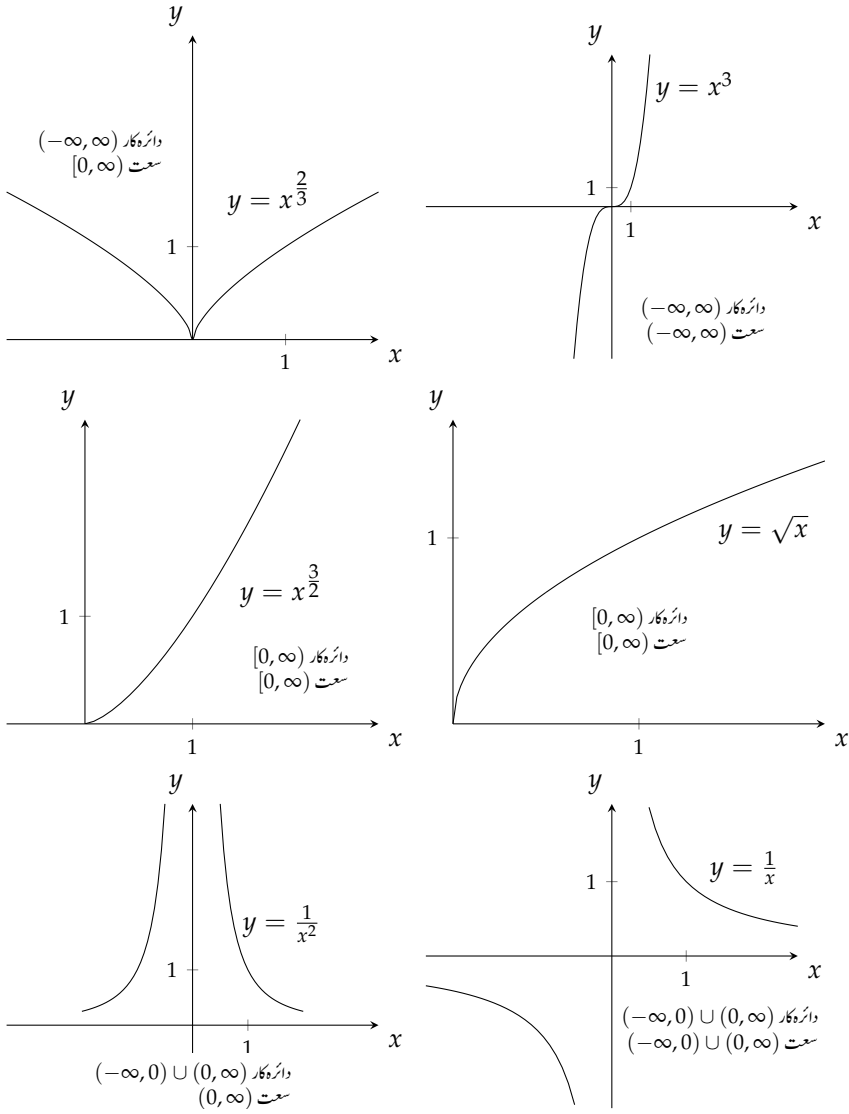 y
y = x^{2/3}
دائرہ کار (−∞, ∞)
سعت [0, ∞)
1
1
x
y
y = x^3
1
1
x
دائرہ کار (−∞, ∞)
سعت (−∞, ∞)
y
y = x^{3/2}
1
دائرہ کار [0, ∞)
سعت [0, ∞)
1
x
y
1
y = √x
دائرہ کار [0, ∞)
سعت [0, ∞)
1
x
y
y = 1/x^2
1
1
x
دائرہ کار (−∞, 0) ∪ (0, ∞)
سعت (0, ∞)
y
y = 1/x
1
1
x
دائرہ کار (−∞, 0) ∪ (0, ∞)
سعت (−∞, 0) ∪ (0, ∞)